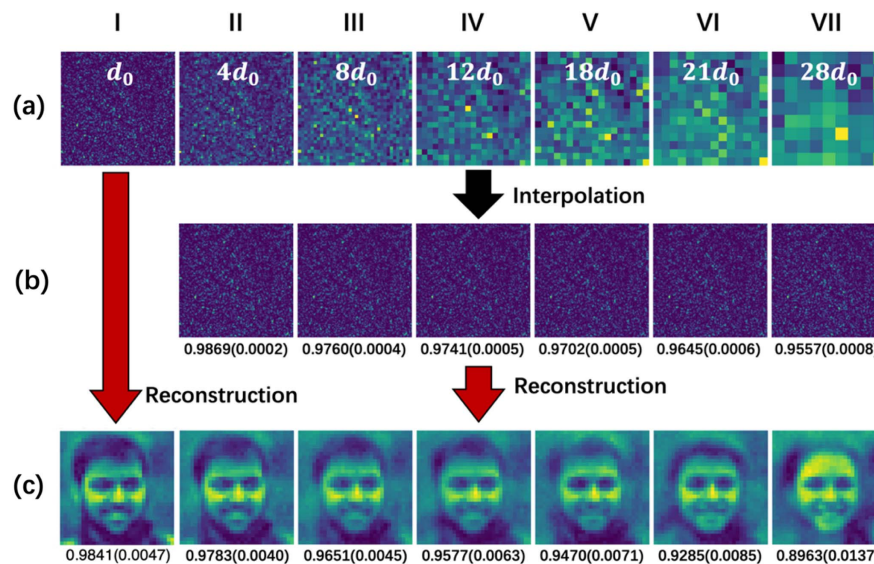 I II III IV V VI VII
(a) d₀ 4d₀ 8d₀ 12d₀ 18d₀ 21d₀ 28d₀
Interpolation
(b)
0.9869(0.0002) 0.9760(0.0004) 0.9741(0.0005) 0.9702(0.0005) 0.9645(0.0006) 0.9557(0.0008)
Reconstruction Reconstruction
(c)
0.9841(0.0047) 0.9783(0.0040) 0.9651(0.0045) 0.9577(0.0063) 0.9470(0.0071) 0.9285(0.0085) 0.8963(0.0137)